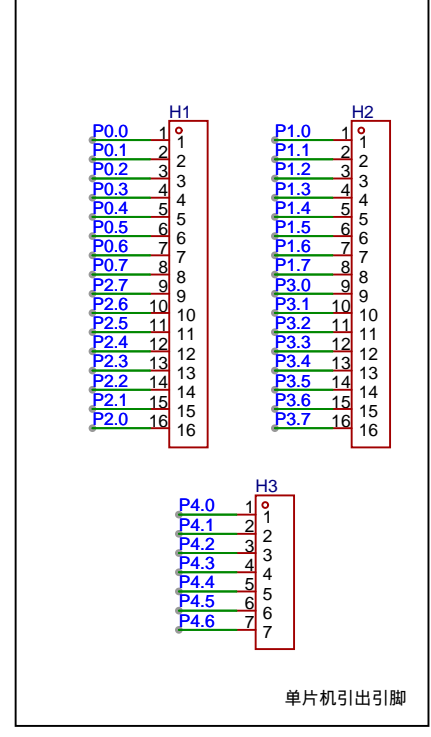 H1
P0.0 1 1
P0.1 2 2
P0.2 3 3
P0.3 4 4
P0.4 5 5
P0.5 6 6
P0.6 7 7
P0.7 8 8
P2.7 9 9
P2.6 10 10
P2.5 11 11
P2.4 12 12
P2.3 13 13
P2.2 14 14
P2.1 15 15
P2.0 16 16
H2
P1.0 1 1
P1.1 2 2
P1.2 3 3
P1.3 4 4
P1.4 5 5
P1.5 6 6
P1.6 7 7
P1.7 8 8
P3.0 9 9
P3.1 10 10
P3.2 11 11
P3.3 12 12
P3.4 13 13
P3.5 14 14
P3.6 15 15
P3.7 16 16
H3
P4.0 1 1
P4.1 2 2
P4.2 3 3
P4.3 4 4
P4.4 5 5
P4.5 6 6
P4.6 7 7
单片机引出引脚